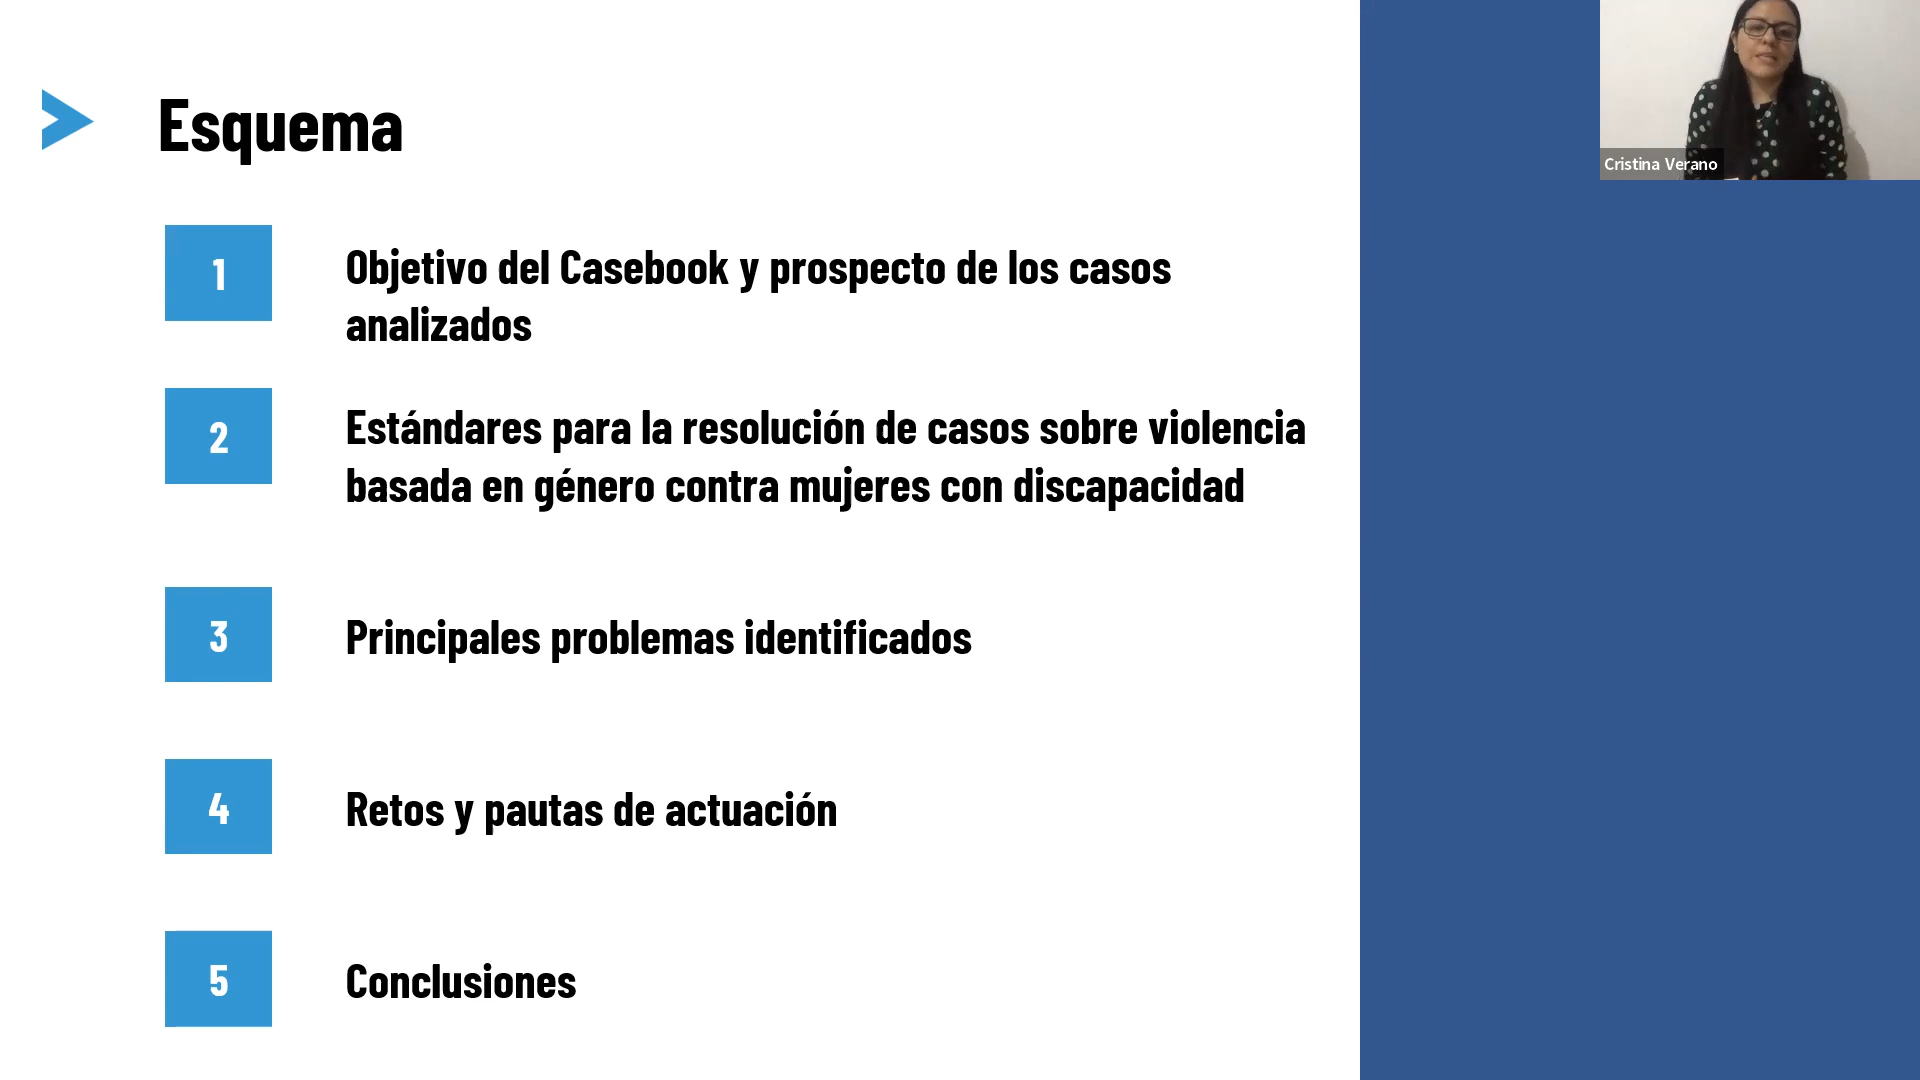 Esquema
1
Objetivo del Casebook y prospecto de los casos
analizados
2
Estándares para la resolución de casos sobre violencia
basada en género contra mujeres con discapacidad
3
Principales problemas identificados
4
Retos y pautas de actuación
5
Conclusiones
Cristina Verano